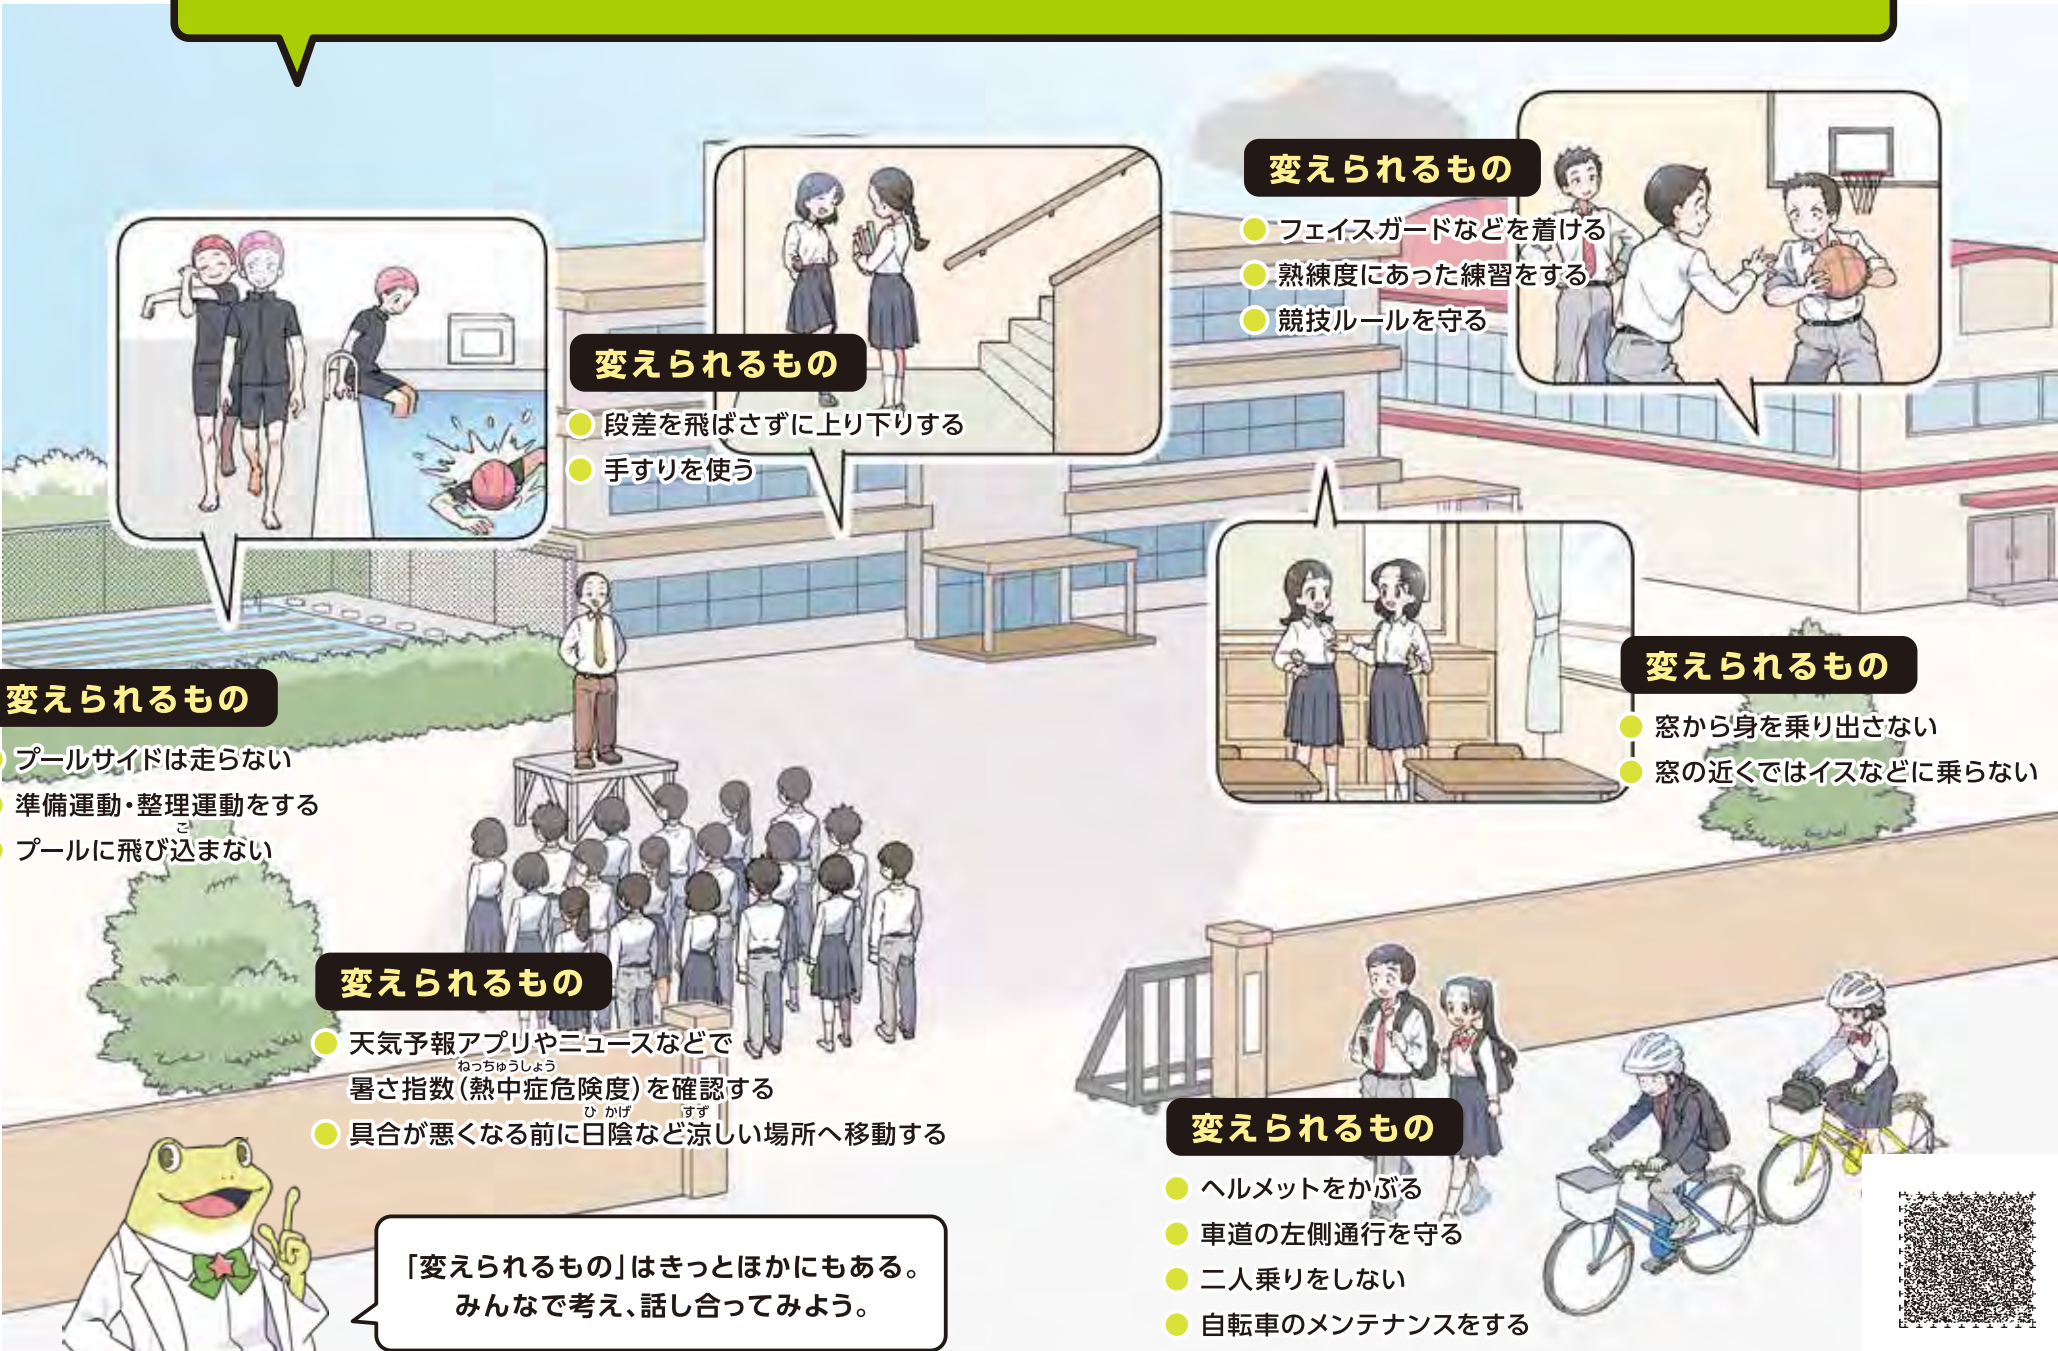 変えられるもの
フェイスガードなどを着ける
熟練度にあった練習をする
競技ルールを守る
変えられるもの
段差を飛ばさずに上り下りする
手すりを使う
変えられるもの
窓から身を乗り出さない
窓の近くではイスなどに乗らない
変えられるもの
プールサイドは走らない
準備運動・整理運動をする
こ
プールに飛び込まない
変えられるもの
天気予報アプリやニュースなどで
ねっちゅうしょう
暑さ指数(熱中症危険度)を確認する
ひ かげ すず
具合が悪くなる前に日陰など涼しい場所へ移動する
変えられるもの
ヘルメットをかぶる
車道の左側通行を守る
二人乗りをしない
自転車のメンテナンスをする
「変えられるもの」はきっとほかにもある。
みんなで考え、話し合ってみよう。